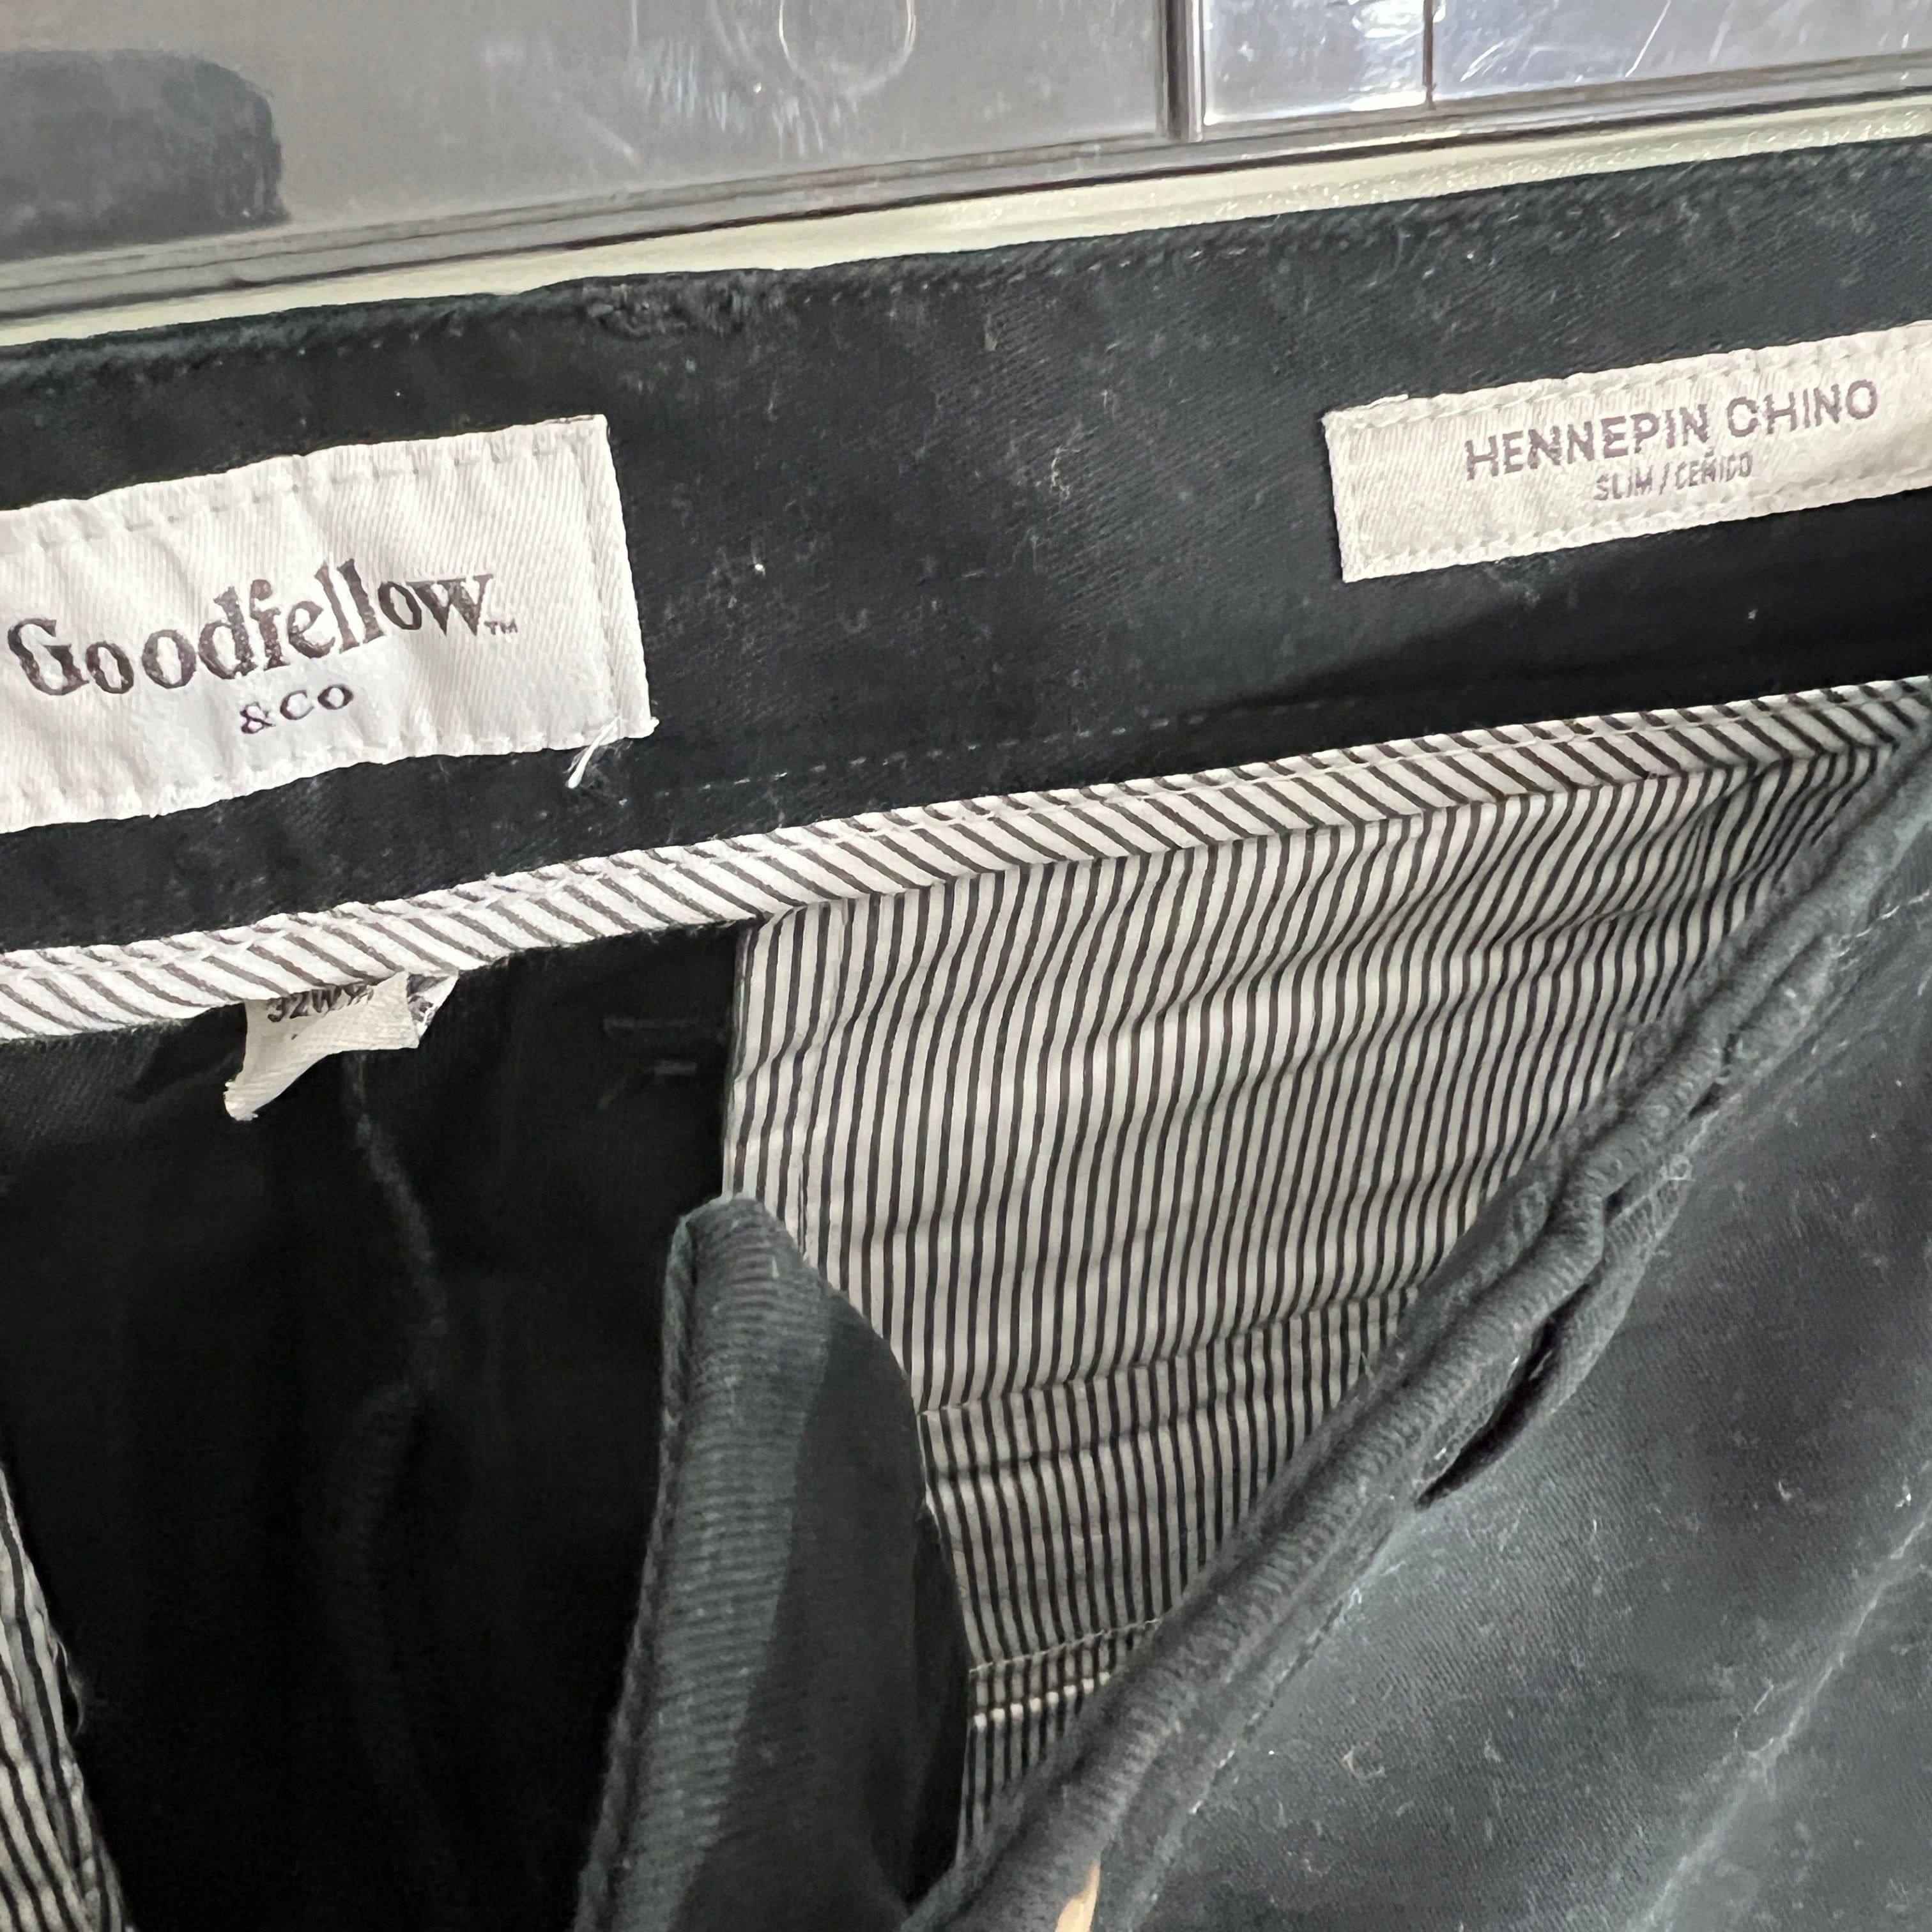 Goodfellow™
& Co
HENNEPIN CHINO
SLIM / CEÑIDO
32W